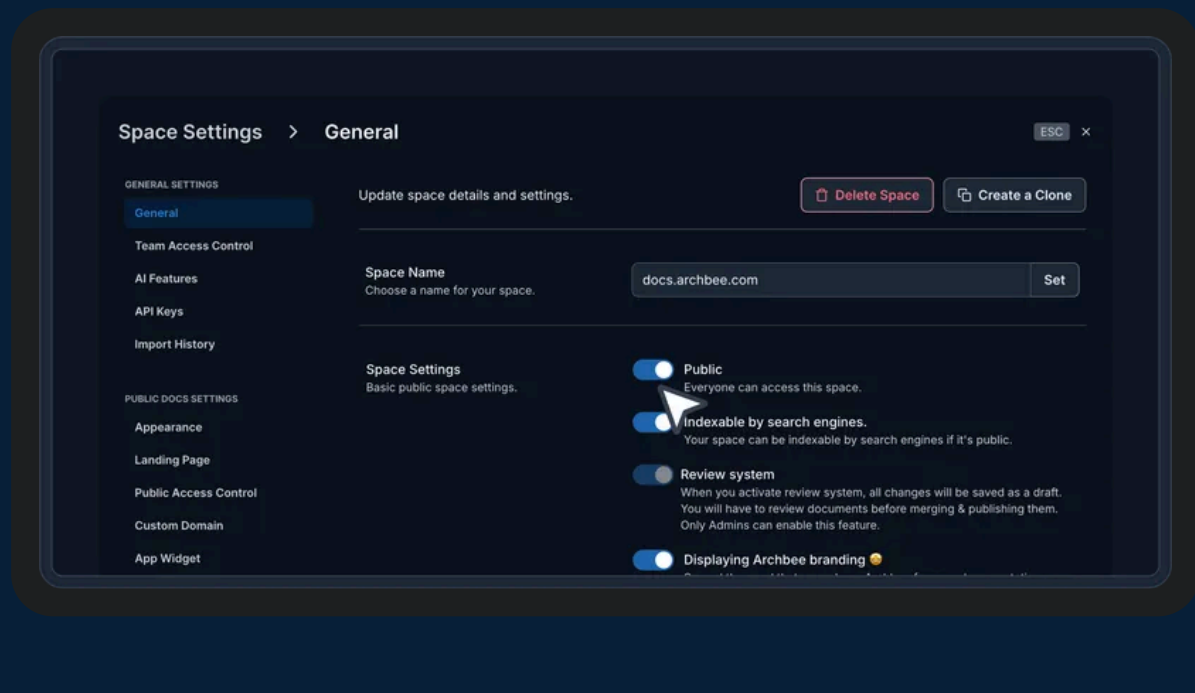 Space Settings > General
ESC ×
GENERAL SETTINGS
General
Team Access Control
AI Features
API Keys
Import History
PUBLIC DOCS SETTINGS
Appearance
Landing Page
Public Access Control
Custom Domain
App Widget
Update space details and settings.
Delete Space
Create a Clone
Space Name
Choose a name for your space.
docs.archbee.com
Set
Space Settings
Basic public space settings.
Public
Everyone can access this space.
Indexable by search engines.
Your space can be indexable by search engines if it's public.
Review system
When you activate review system, all changes will be saved as a draft.
You will have to review documents before merging & publishing them.
Only Admins can enable this feature.
Displaying Archbee branding 🤩